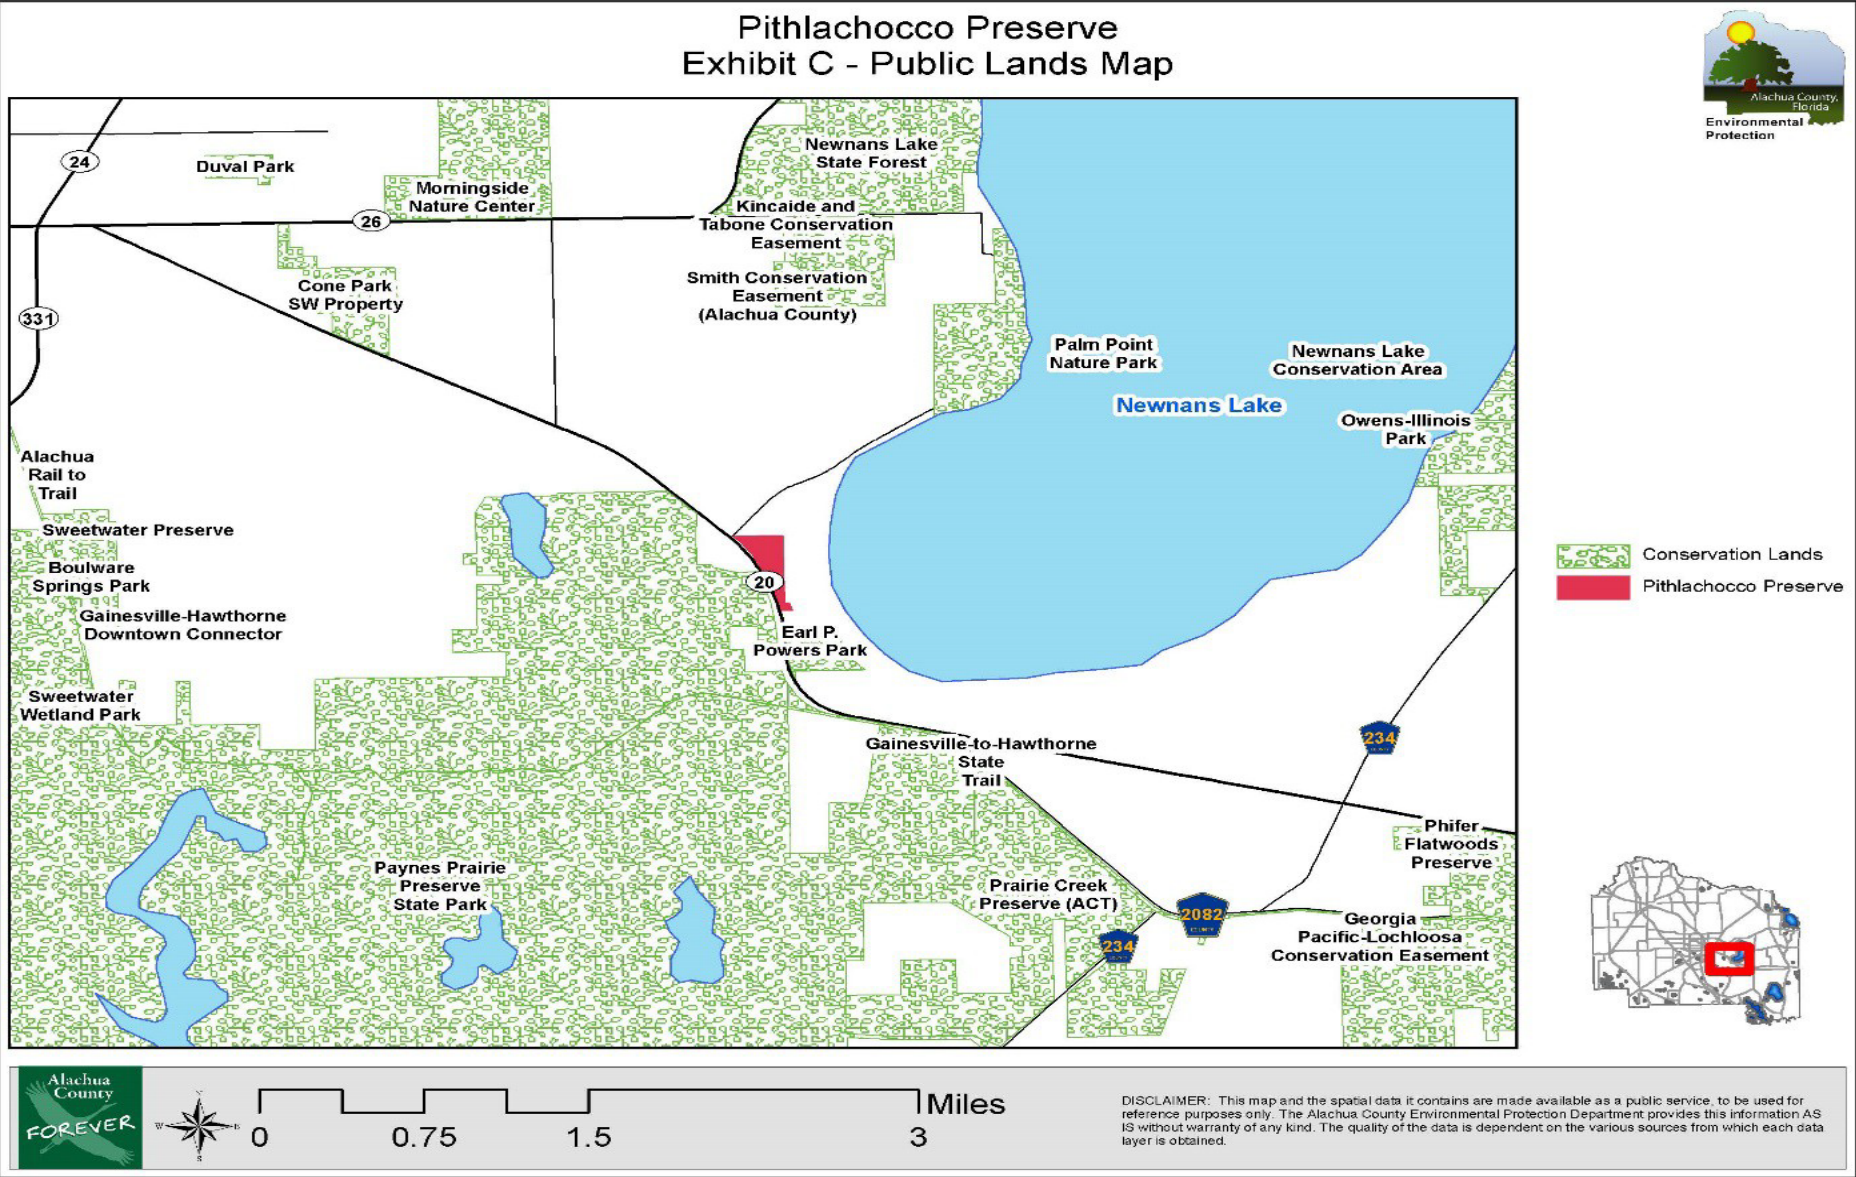 Pithlachocco Preserve
Exhibit C - Public Lands Map
Alachua County,
Florida
Environmental
Protection
24
Duval Park
Morningside
Nature Center
26
Newnans Lake
State Forest
Kincaide and
Tabone Conservation
Easement
Smith Conservation
Easement
(Alachua County)
Cone Park
SW Property
331
Palm Point
Nature Park
Newnans Lake
Conservation Area
Newnans Lake
Owens-Illinois
Park
Alachua
Rail to
Trail
Sweetwater Preserve
Boulware
Springs Park
Gainesville-Hawthorne
Downtown Connector
Sweetwater
Wetland Park
20
Earl P.
Powers Park
Conservation Lands
Pithlachocco Preserve
Gainesville-to-Hawthorne
State
Trail
234
Phifer
Flatwoods
Preserve
Paynes Prairie
Preserve
State Park
Prairie Creek
Preserve (ACT)
2082
COUNTY
234
Georgia
Pacific-Lochloosa
Conservation Easement
Alachua
County
FOREVER
N
W
E
S
0
0.75
1.5
3
Miles
DISCLAIMER: This map and the spatial data it contains are made available as a public service, to be used for
reference purposes only. The Alachua County Environmental Protection Department provides this information AS
IS without warranty of any kind. The quality of the data is dependent on the various sources from which each data
layer is obtained.